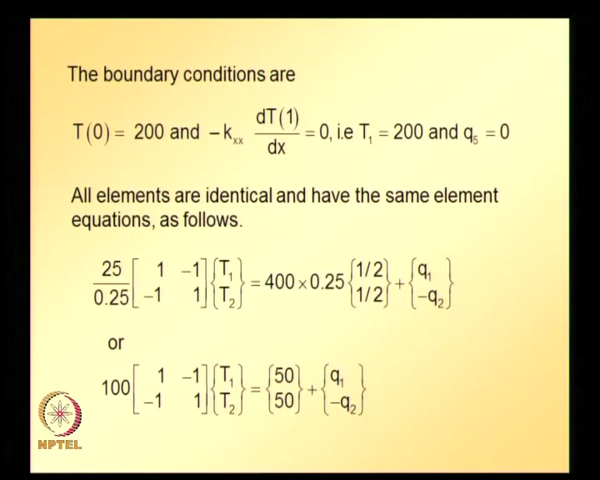 The boundary conditions are
T(0) = 200 and −k_xx dT(1)/dx = 0, i.e T_1 = 200 and q_5 = 0
All elements are identical and have the same element
equations, as follows.
25/0.25 [1 −1; −1 1] {T_1; T_2} = 400 × 0.25 {1/2; 1/2} + {q_1; −q_2}
or
100 [1 −1; −1 1] {T_1; T_2} = {50; 50} + {q_1; −q_2}
NPTEL